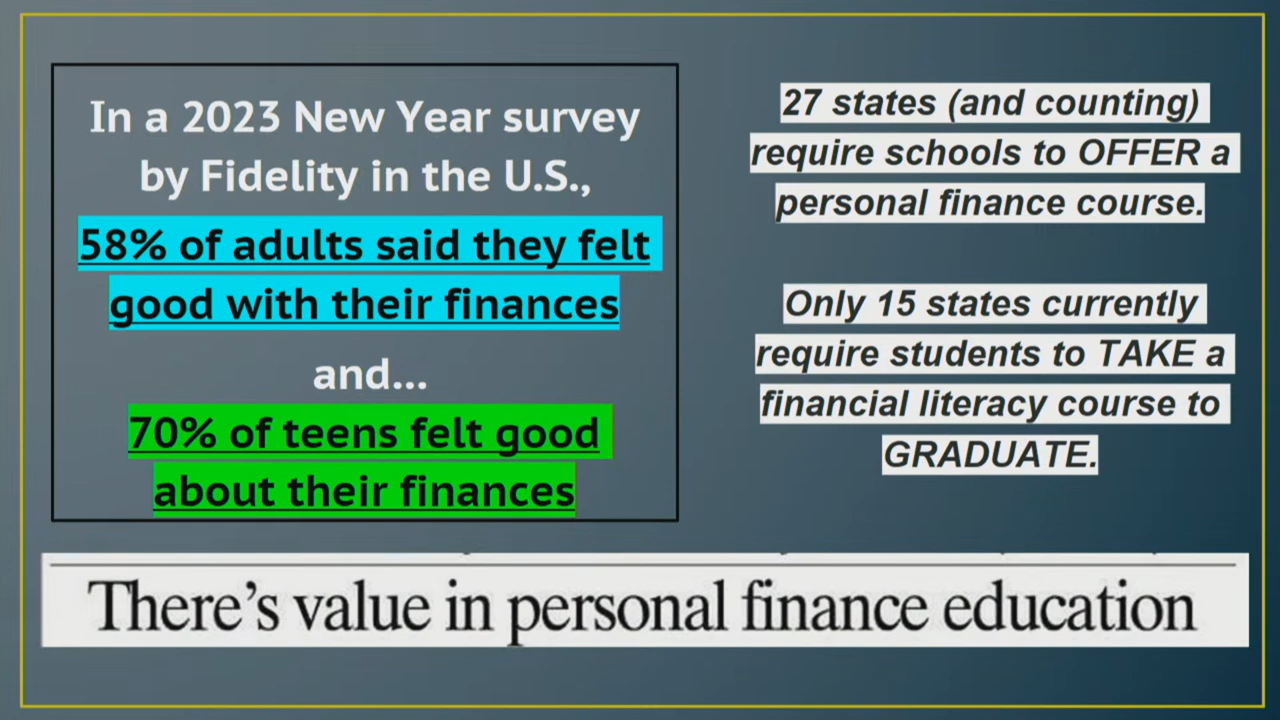 In a 2023 New Year survey
by Fidelity in the U.S.,
58% of adults said they felt
good with their finances
and...
70% of teens felt good
about their finances
27 states (and counting)
require schools to OFFER a
personal finance course.
Only 15 states currently
require students to TAKE a
financial literacy course to
GRADUATE.
There's value in personal finance education